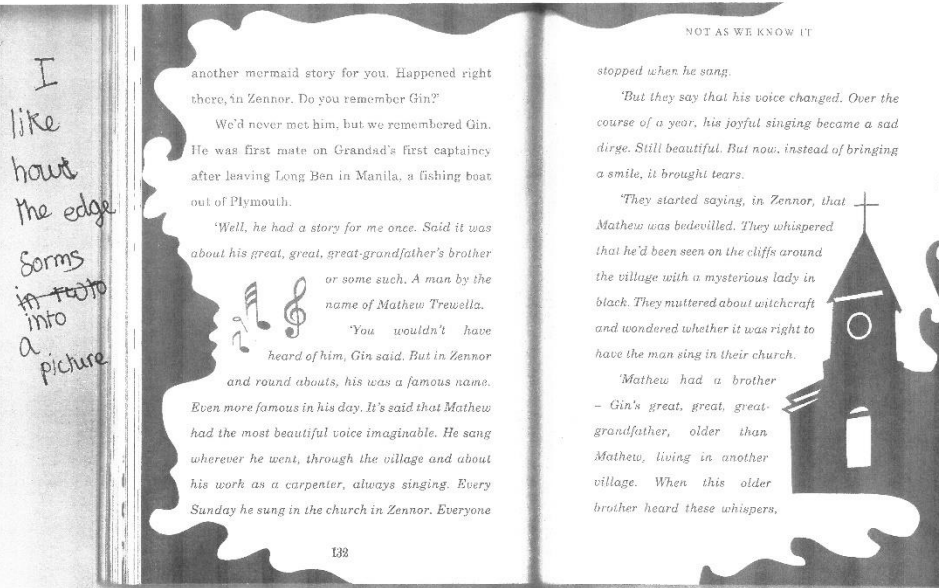 I
like
how
the edge
Sorms
in twoto
into
a
picture
another mermaid story for you. Happened right
there, in Zennor. Do you remember Gin?'
We'd never met him, but we remembered Gin.
He was first mate on Grandad's first captaincy
after leaving Long Ben in Manila, a fishing boat
out of Plymouth.
'Well, he had a story for me once. Said it was
about his great, great, great-grandfather's brother
or some such. A man by the
name of Mathew Trewella.
'You wouldn't have
heard of him, Gin said. But in Zennor
and round abouts, his was a famous name.
Even more famous in his day. It's said that Mathew
had the most beautiful voice imaginable. He sang
wherever he went, through the village and about
his work as a carpenter, always singing. Every
Sunday he sung in the church in Zennor. Everyone
132
NOT AS WE KNOW IT
stopped when he sang.
'But they say that his voice changed. Over the
course of a year, his joyful singing became a sad
dirge. Still beautiful. But now, instead of bringing
a smile, it brought tears.
'They started saying, in Zennor, that
Mathew was bedevilled. They whispered
that he'd been seen on the cliffs around
the village with a mysterious lady in
black. They muttered about witchcraft
and wondered whether it was right to
have the man sing in their church.
'Mathew had a brother
– Gin's great, great, great-
grandfather, older than
Mathew, living in another
village. When this older
brother heard these whispers,